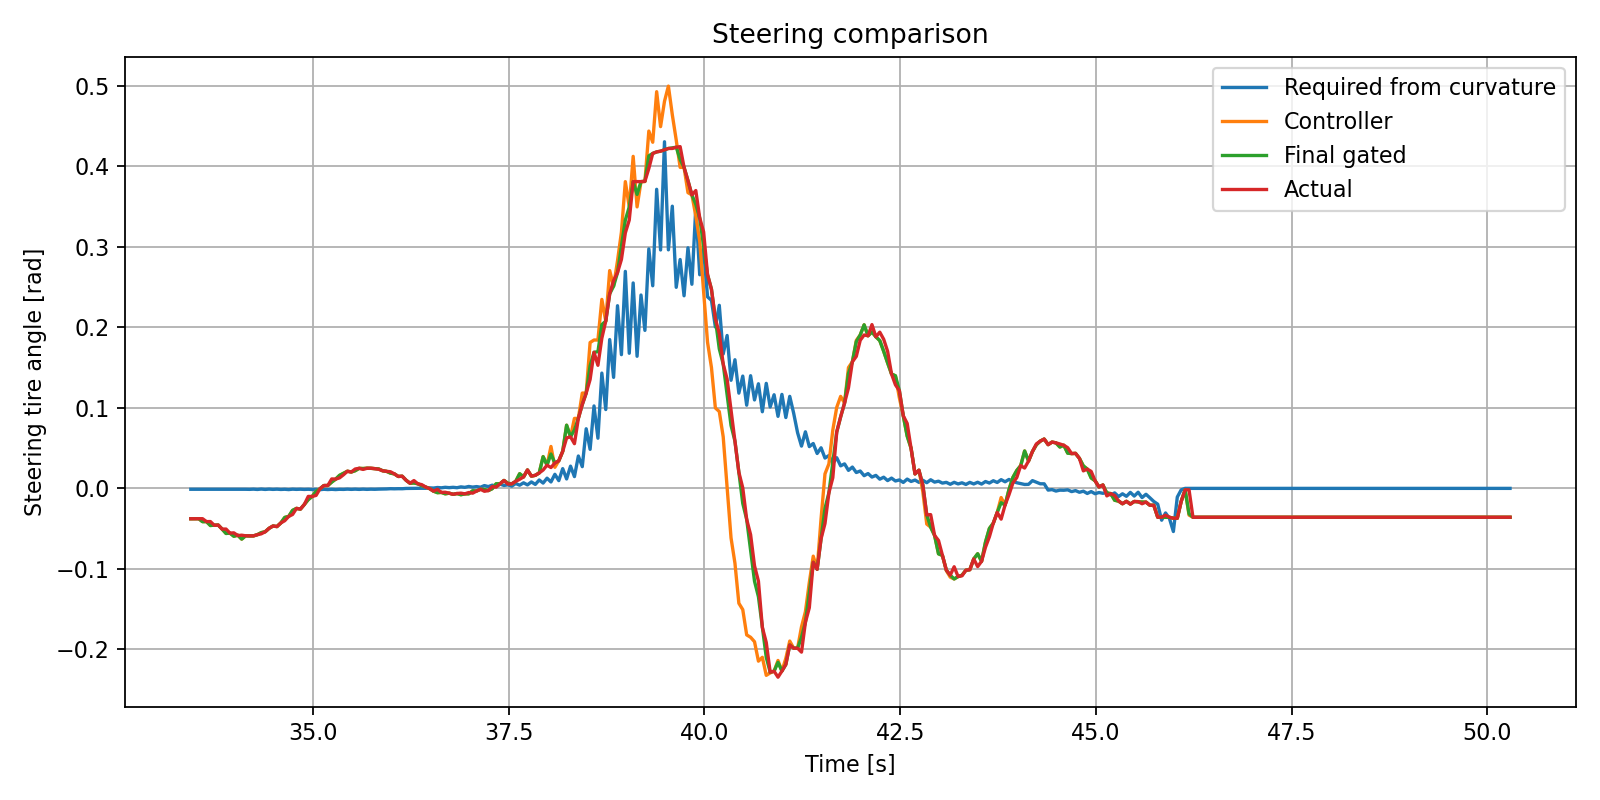 Steering comparison
Required from curvature
Controller
Final gated
Actual
Steering tire angle [rad]
0.5
0.4
0.3
0.2
0.1
0.0
−0.1
−0.2
35.0 37.5 40.0 42.5 45.0 47.5 50.0
Time [s]